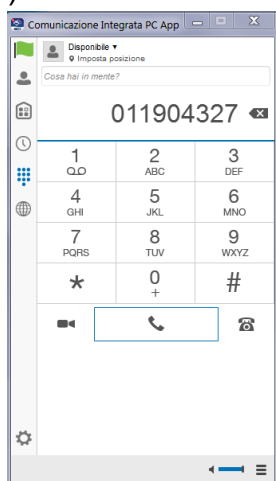 Comunicazione Integrata PC App
Disponibile
Imposta posizione
Cosa hai in mente?
011904327
1 2 3
ABC DEF
4 5 6
GHI JKL MNO
7 8 9
PQRS TUV WXYZ
* 0 #
+